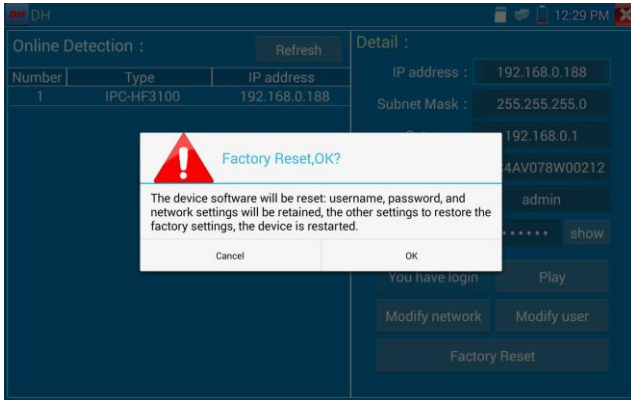 DH DH
12:29 PM
Online Detection :
Refresh
Number Type IP address
1 IPC-HF3100 192.168.0.188
Detail :
IP address : 192.168.0.188
Subnet Mask : 255.255.255.0
192.168.0.1
4AV078W00212
admin
show
You have login
Play
Modify network
Modify user
Factory Reset
Factory Reset,OK?
The device software will be reset: username, password, and
network settings will be retained, the other settings to restore the
factory settings, the device is restarted.
Cancel
OK